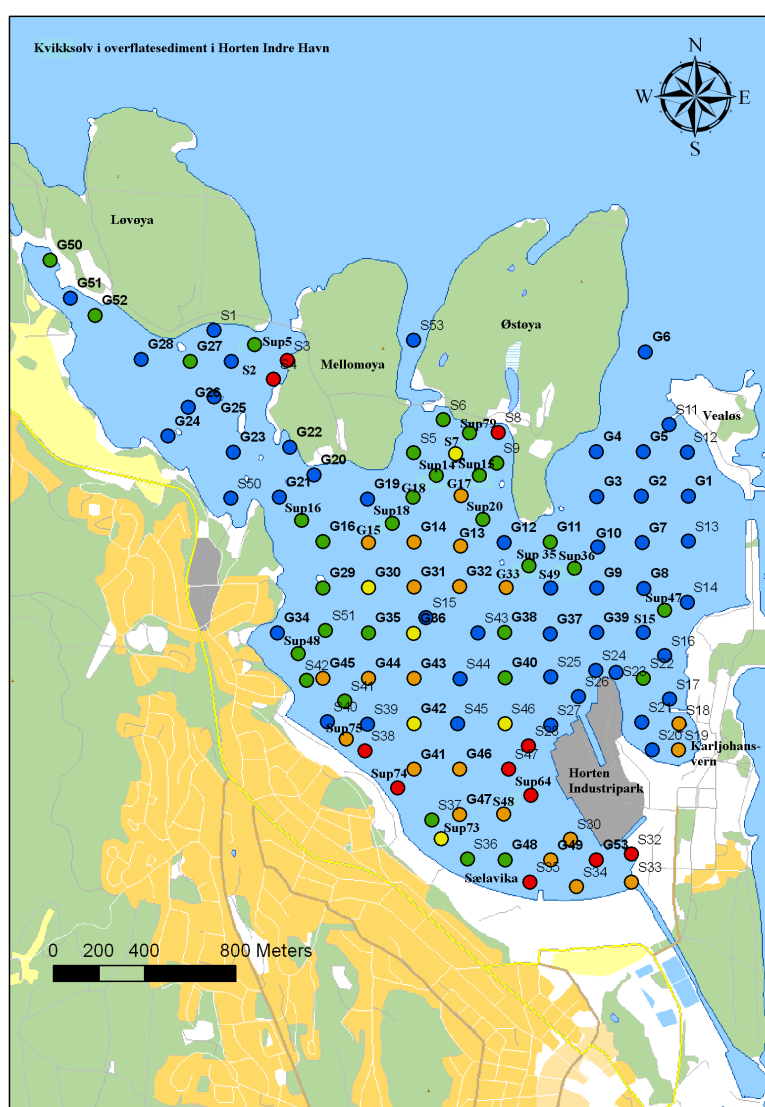 Kvikksølv i overflatesediment i Horten Indre Havn
N
W
E
S
Løvøya
G50
G51
G52
S1
G28
G27
Sup5
S3
S2
S4
Mellomøya
S53
Østøya
G6
G26
G25
G24
G23
G22
G20
S6
Sup79
S8
S5
S7
S9
Sup14
Sup15
S11
Vealøs
G4
G5
S12
S50
G21
G19
G18
G17
G3
G2
G1
Sup16
Sup18
Sup20
G16
G15
G14
G13
G12
G11
G10
G7
S13
Sup 35
Sup36
G29
G30
G31
G32
G33
S49
G9
G8
Sup47
S14
S15
G34
S51
G35
G36
S43
G38
G37
G39
S15
Sup48
S16
S42
G45
G44
G43
S44
G40
S25
S24
S23
S22
S41
S26
S17
S40
S39
G42
S45
S46
S27
S21
S18
Sup75
S38
S28
S20
S19
Karljohans-
vern
G41
G46
S47
Sup74
Sup64
Horten
Industripark
S37
G47
S48
Sup73
S30
S36
G48
G49
G53
S32
Sælavika
S35
S34
S33
0 200 400 800 Meters